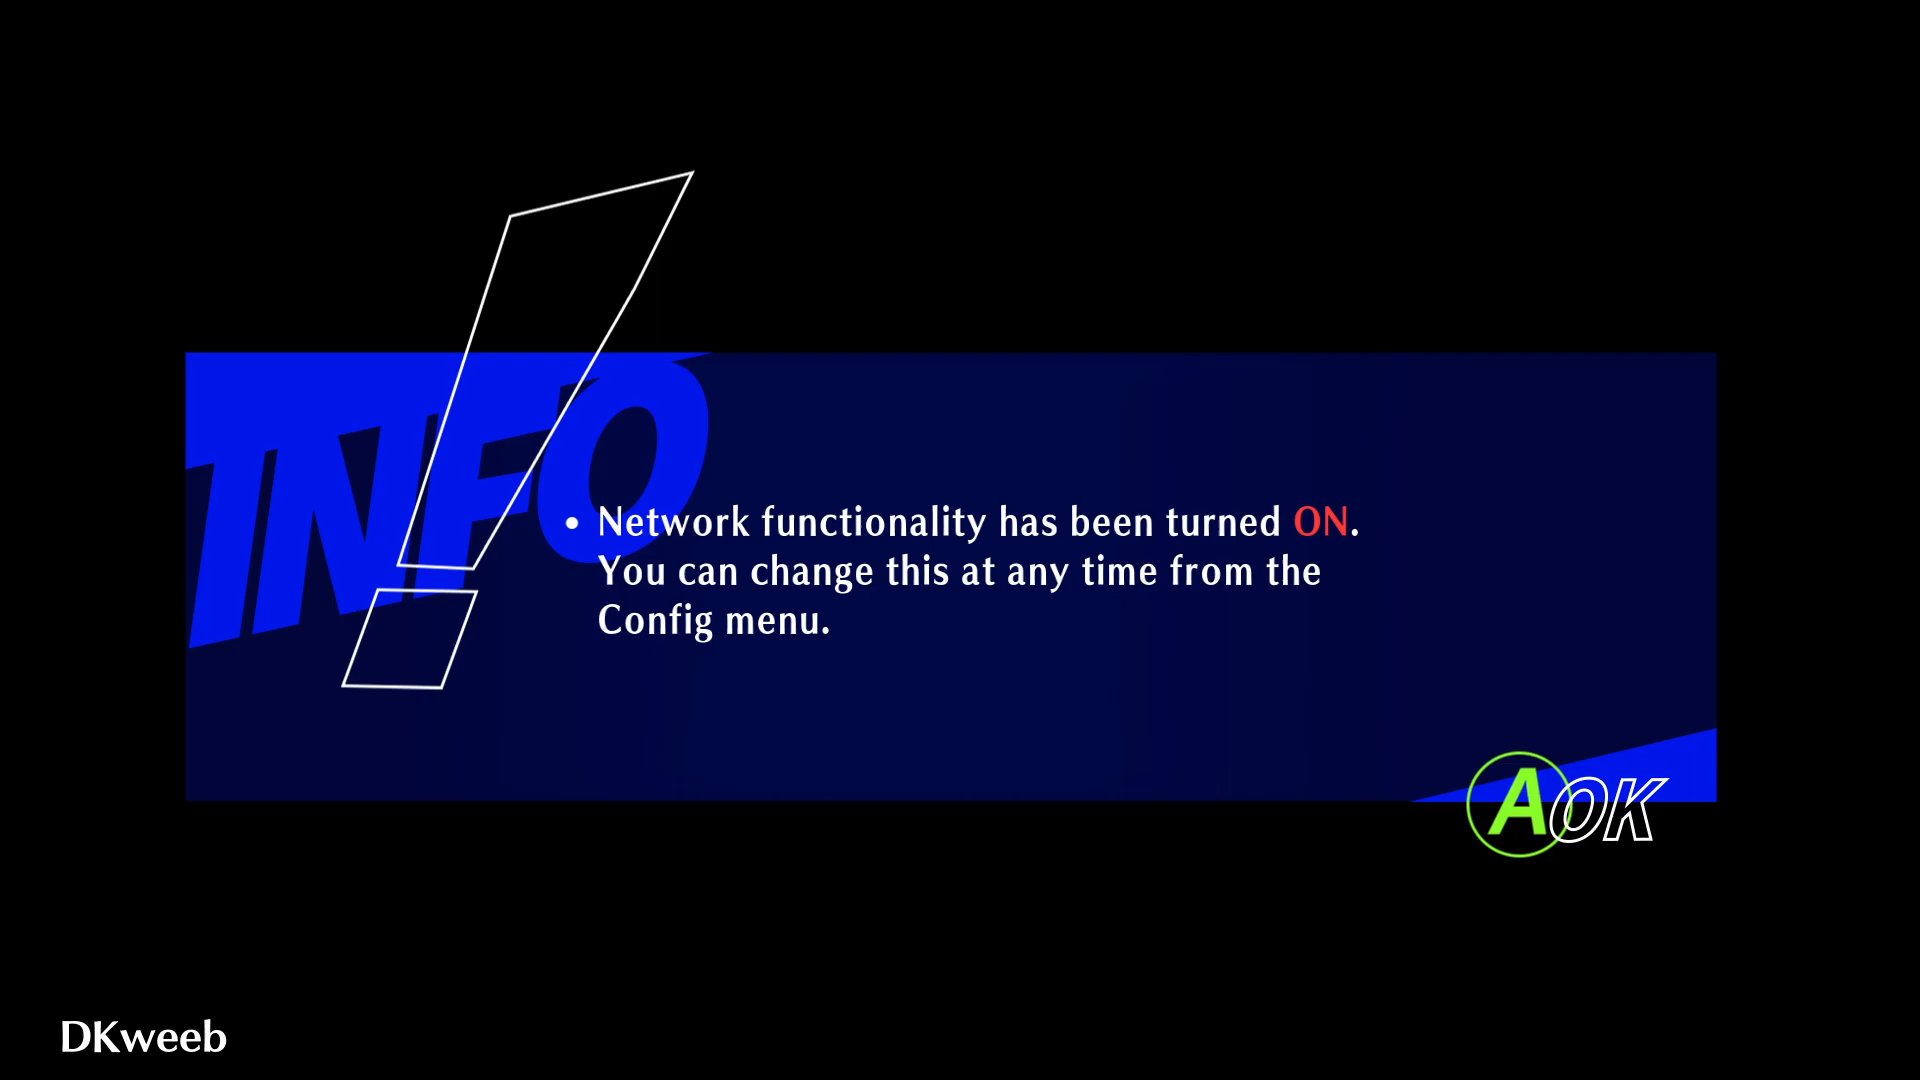 INFO
• Network functionality has been turned ON.
You can change this at any time from the
Config menu.
A OK
DKweeb